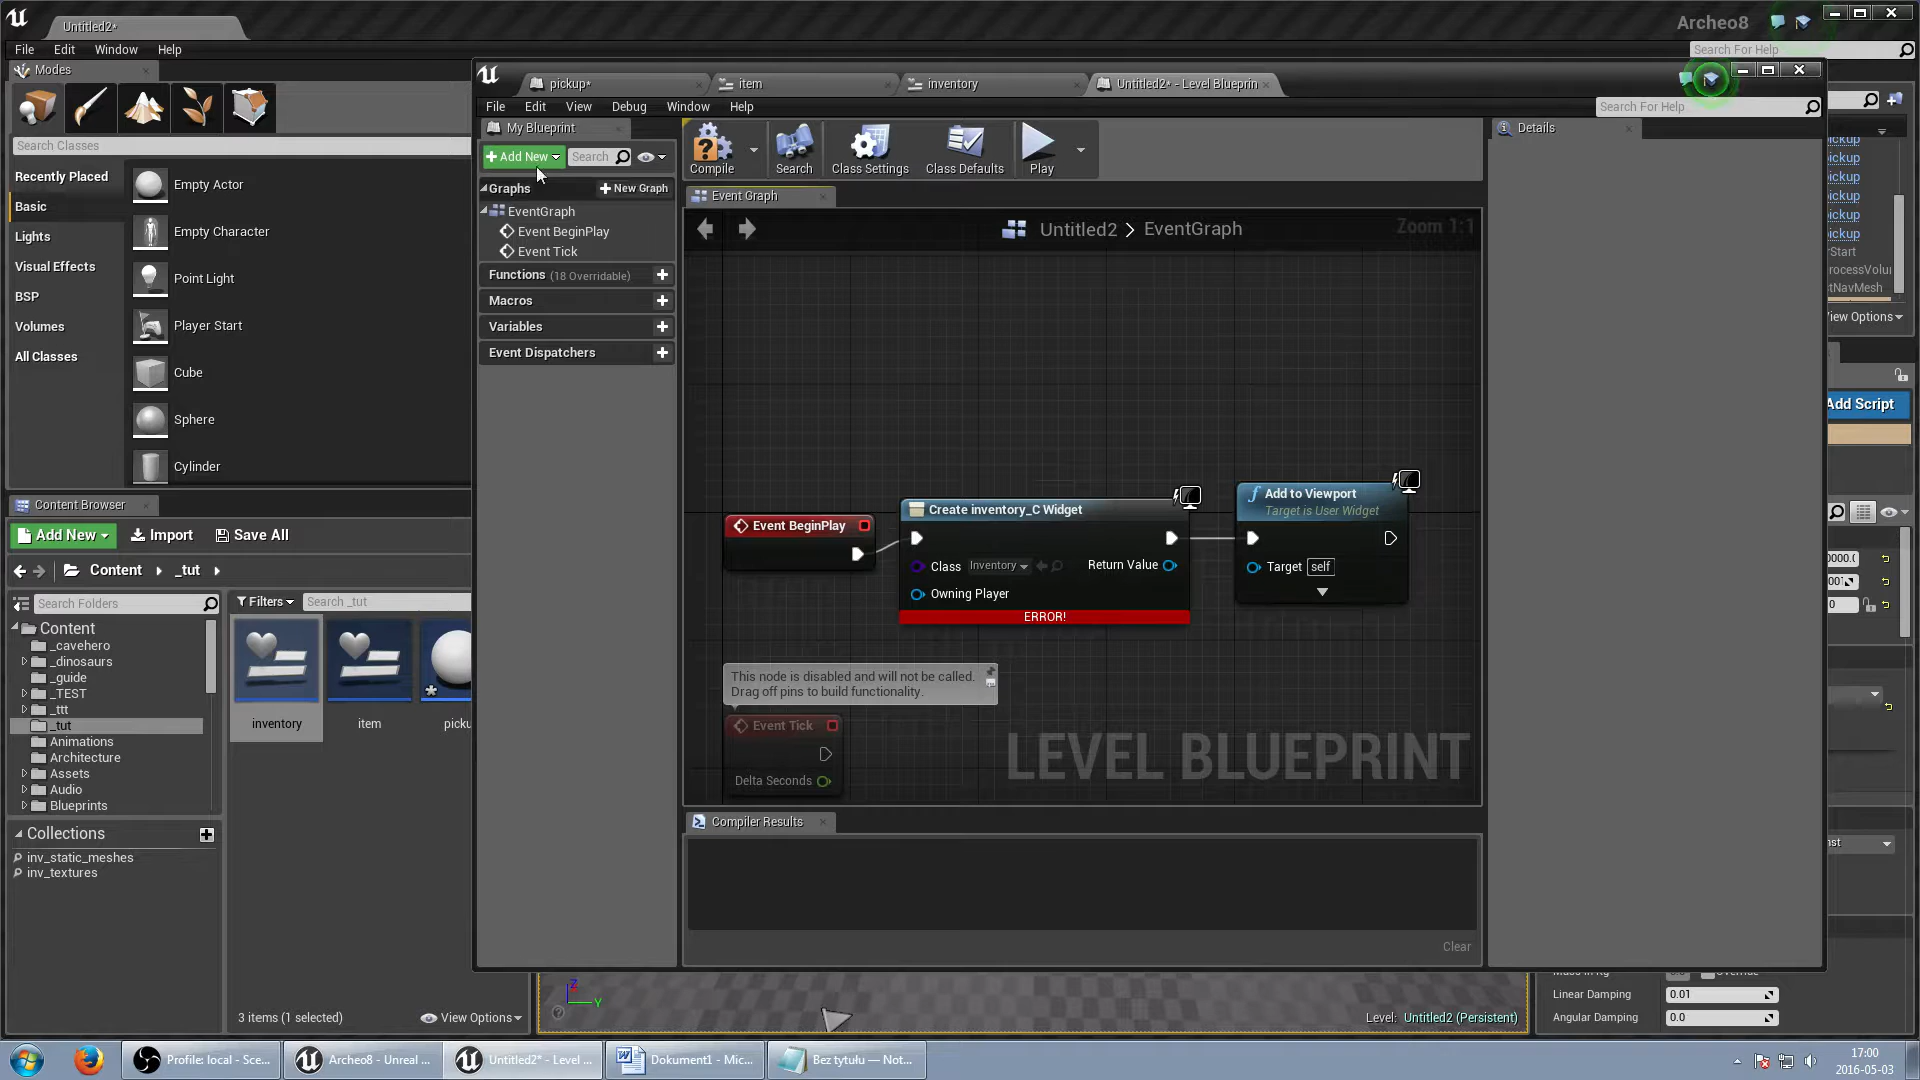 Untitled2*
Archeo8
File
Edit
Window
Help
Search For Help
Modes
Search Classes
Recently Placed
Basic
Lights
Visual Effects
BSP
Volumes
All Classes
Empty Actor
Empty Character
Point Light
Player Start
Cube
Sphere
Cylinder
Content Browser
Add New
Import
Save All
Content
_tut
Search Folders
Filters
Search _tut
Content
_cavehero
_dinosaurs
_guide
_TEST
_ttt
_tut
Animations
Architecture
Assets
Audio
Blueprints
inventory
item
Collections
inv_static_meshes
inv_textures
3 items (1 selected)
View Options
pickup*
item
inventory
Untitled2* - Level Blueprin
File
Edit
View
Debug
Window
Help
Search For Help
My Blueprint
Add New
Search
Graphs
New Graph
EventGraph
Event BeginPlay
Event Tick
Functions (18 Overridable)
Macros
Variables
Event Dispatchers
Compile
Search
Class Settings
Class Defaults
Play
Event Graph
Untitled2 > EventGraph
Zoom 1:1
Event BeginPlay
Create inventory_C Widget
Class
Inventory
Return Value
Owning Player
ERROR!
Add to Viewport
Target is User Widget
Target
self
This node is disabled and will not be called.
Drag off pins to build functionality.
Event Tick
Delta Seconds
LEVEL BLUEPRINT
Compiler Results
Clear
Details
pickup
pickup
pickup
pickup
pickup
View Options
Add Script
Linear Damping
0.01
Angular Damping
0.0
Z
Y
Level: Untitled2 (Persistent)
Profile: local - Sce...
Archeo8 - Unreal ...
Untitled2* - Level ...
Dokument1 - Mic...
Bez tytułu — Not...
17:00
2016-05-03